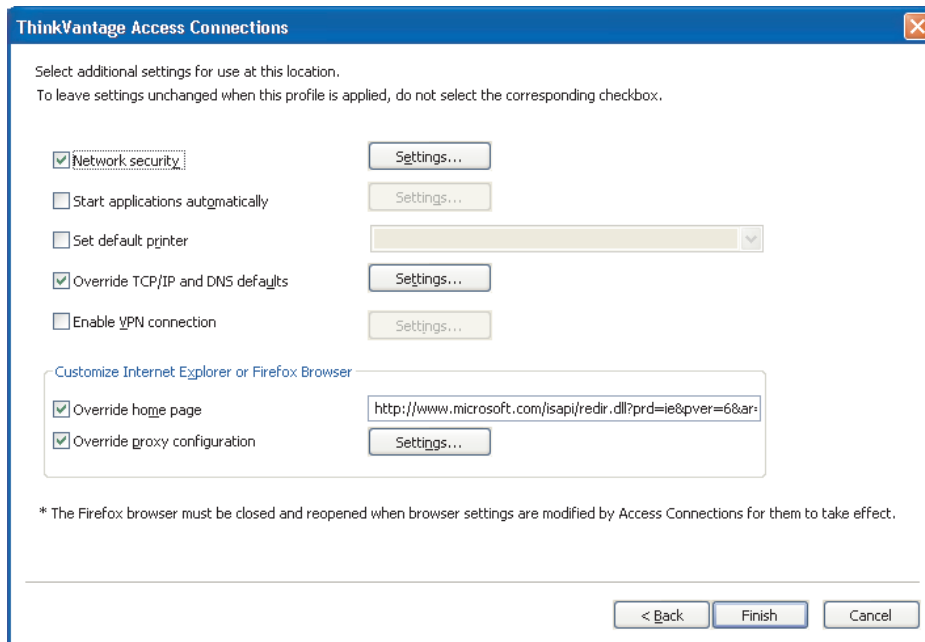 ThinkVantage Access Connections
Select additional settings for use at this location.
To leave settings unchanged when this profile is applied, do not select the corresponding checkbox.
Network security
Settings...
Start applications automatically
Settings...
Set default printer
Override TCP/IP and DNS defaults
Settings...
Enable VPN connection
Settings...
Customize Internet Explorer or Firefox Browser
Override home page
http://www.microsoft.com/isapi/redir.dll?prd=ie&pver=6&ar=
Override proxy configuration
Settings...
* The Firefox browser must be closed and reopened when browser settings are modified by Access Connections for them to take effect.
< Back
Finish
Cancel